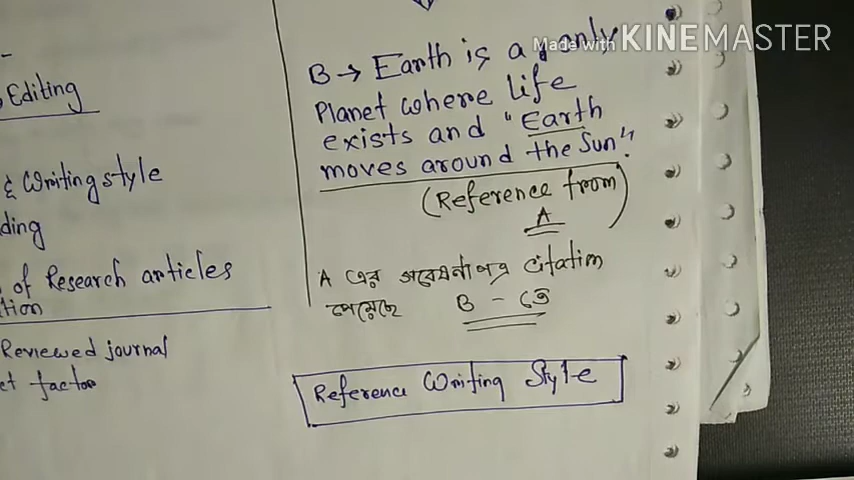 Made with KINEMASTER
Editing
& Writing style
ding
of Research articles
tion
Reviewed journal
ct factor
B → Earth is a only
Planet where life
exists and "Earth
moves around the Sun".
(Reference from
A)
A এর গবেষনাপত্র citation
পেয়েছে B - তে
Reference Writing Style